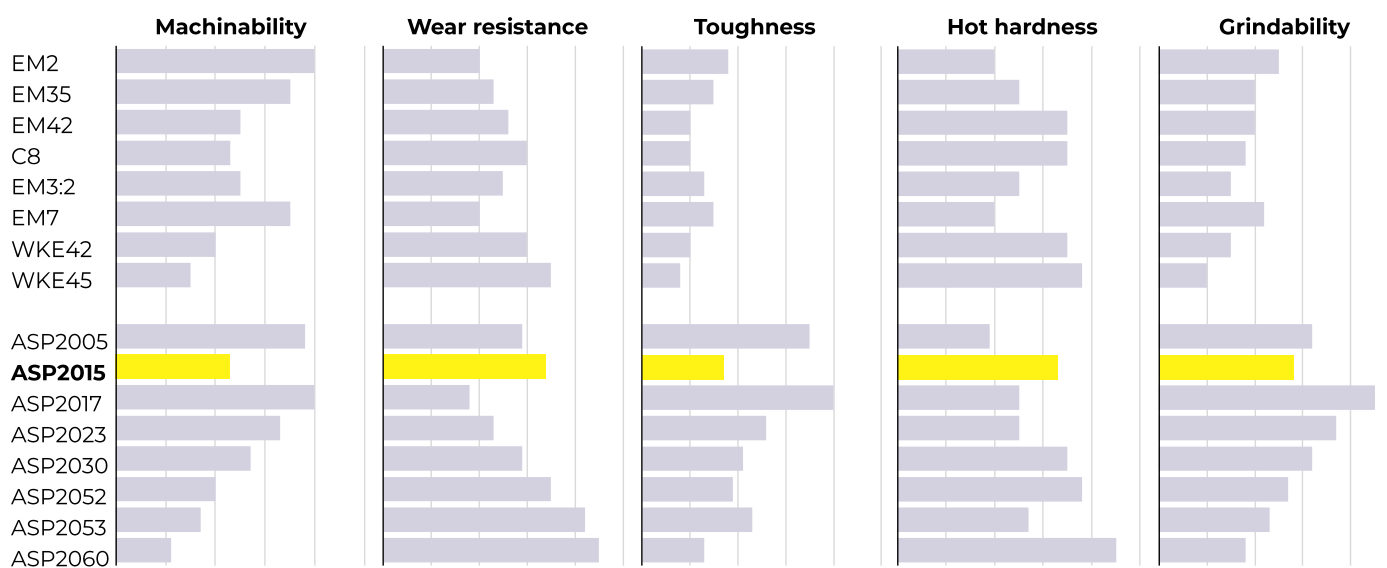 Machinability Wear resistance Toughness Hot hardness Grindability
EM2
EM35
EM42
C8
EM3:2
EM7
WKE42
WKE45
ASP2005
ASP2015
ASP2017
ASP2023
ASP2030
ASP2052
ASP2053
ASP2060